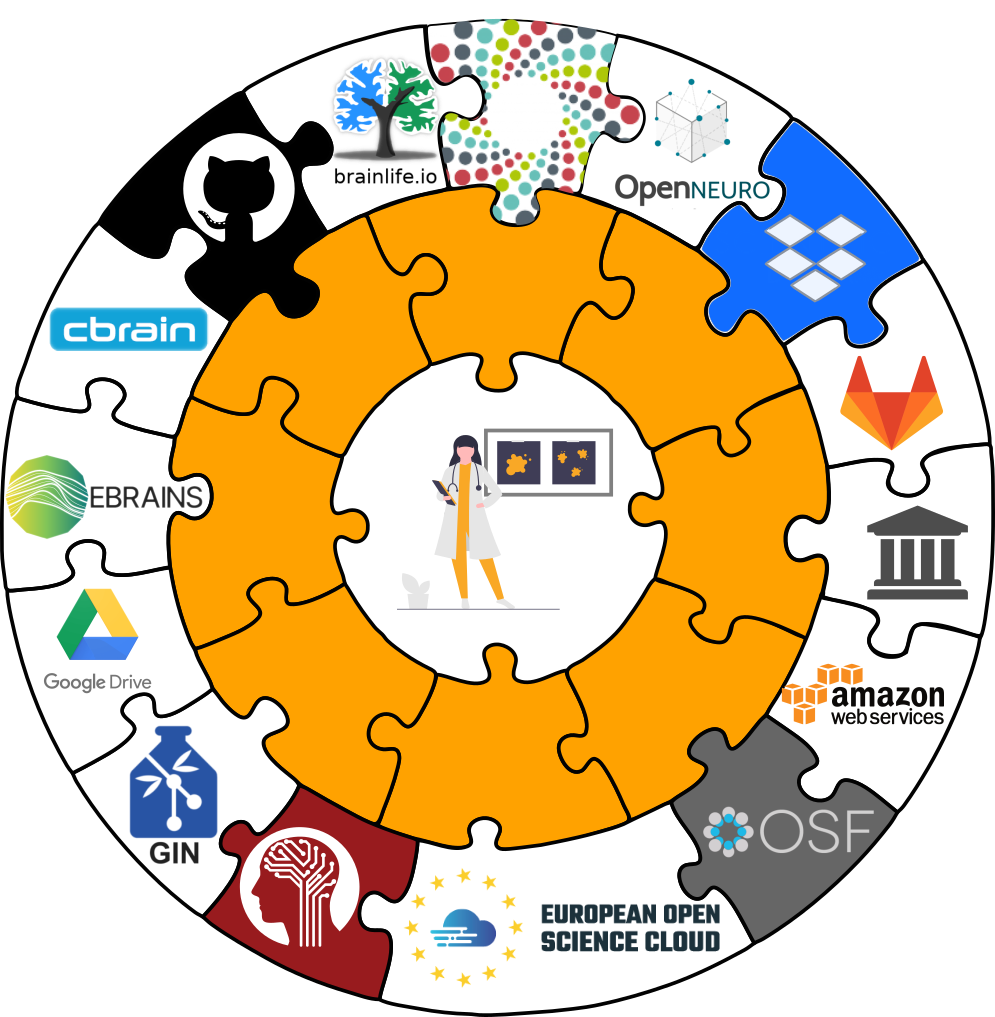 brainlife.io
OpenNEURO
cbrain
EBRAINS
Google Drive
amazon
web services
GIN
OSF
EUROPEAN OPEN
SCIENCE CLOUD